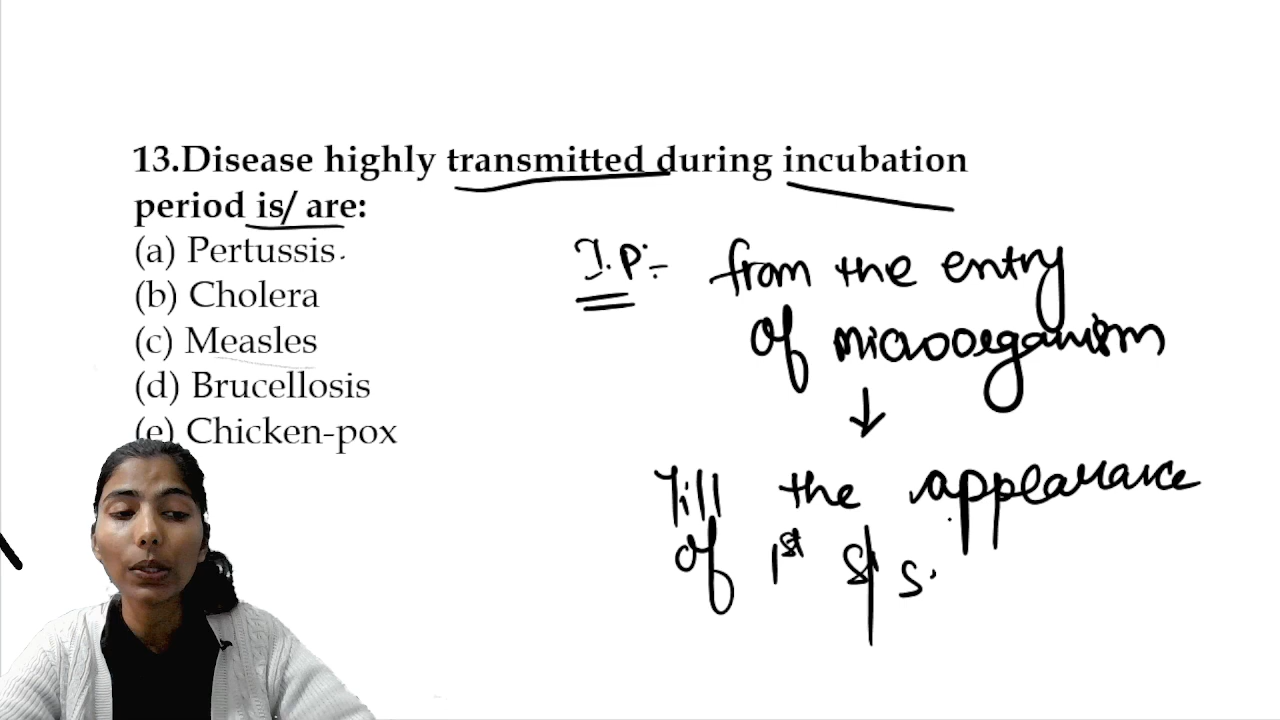 13.Disease highly transmitted during incubation
period is/ are:
(a) Pertussis
(b) Cholera
(c) Measles
(d) Brucellosis
(e) Chicken-pox
I.P:- from the entry
of microorganism
↓
Till the appearance
of 1st s/s.